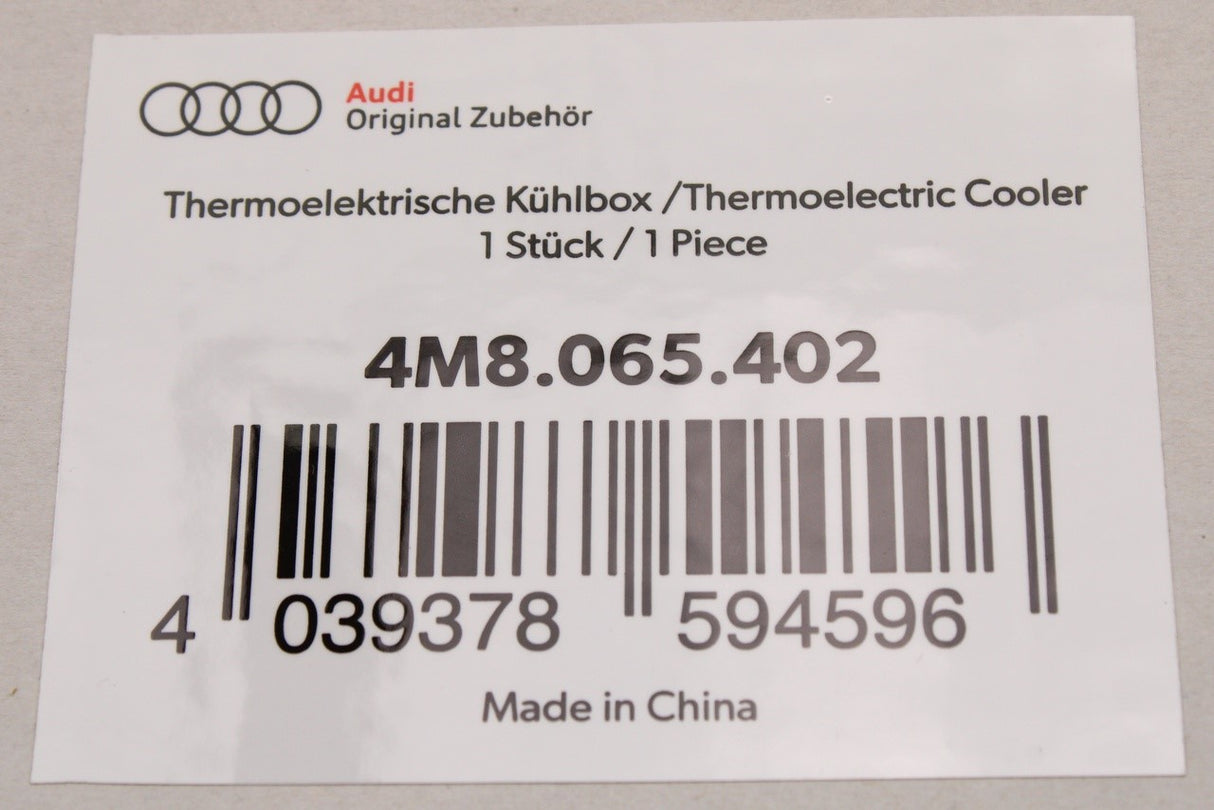 Audi
Original Zubehör
Thermoelektrische Kühlbox /Thermoelectric Cooler
1 Stück / 1 Piece
4M8.065.402
4 039378 594596
Made in China